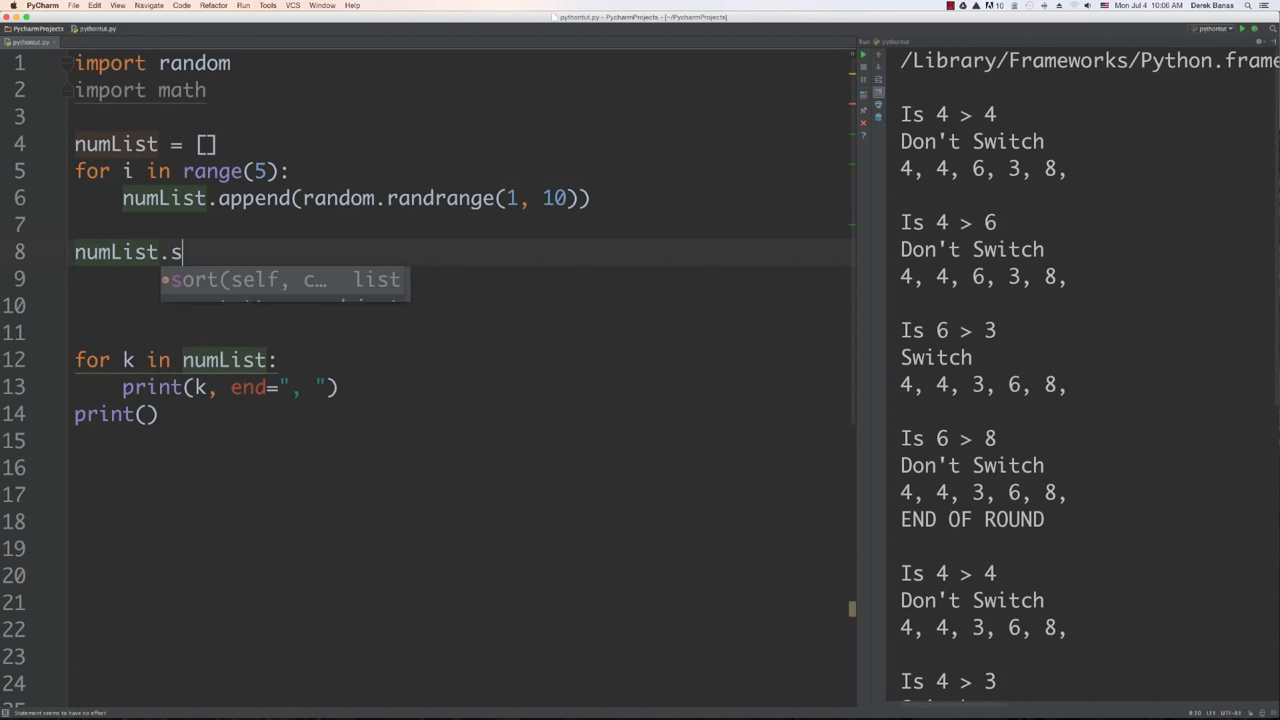 PyCharm File Edit View Navigate Code Refactor Run Tools VCS Window Help 10 Mon Jul 4 10:06 AM Derek Banas
pythontut.py - PycharmProjects - [~/PycharmProjects]
PycharmProjects pythontut.py pythontut
pythontut.py
Run: pythontut
1 import random
2 import math
3
4 numList = []
5 for i in range(5):
6 numList.append(random.randrange(1, 10))
7
8 numList.s
9 sort(self, c… list
10
11
12 for k in numList:
13 print(k, end=", ")
14 print()
15
16
17
18
19
20
21
22
23
24
/Library/Frameworks/Python.frame
Is 4 > 4
Don't Switch
4, 4, 6, 3, 8,
Is 4 > 6
Don't Switch
4, 4, 6, 3, 8,
Is 6 > 3
Switch
4, 4, 3, 6, 8,
Is 6 > 8
Don't Switch
4, 4, 3, 6, 8,
END OF ROUND
Is 4 > 4
Don't Switch
4, 4, 3, 6, 8,
Is 4 > 3
Statement seems to have no effect
8:10 LF÷ UTF-8÷